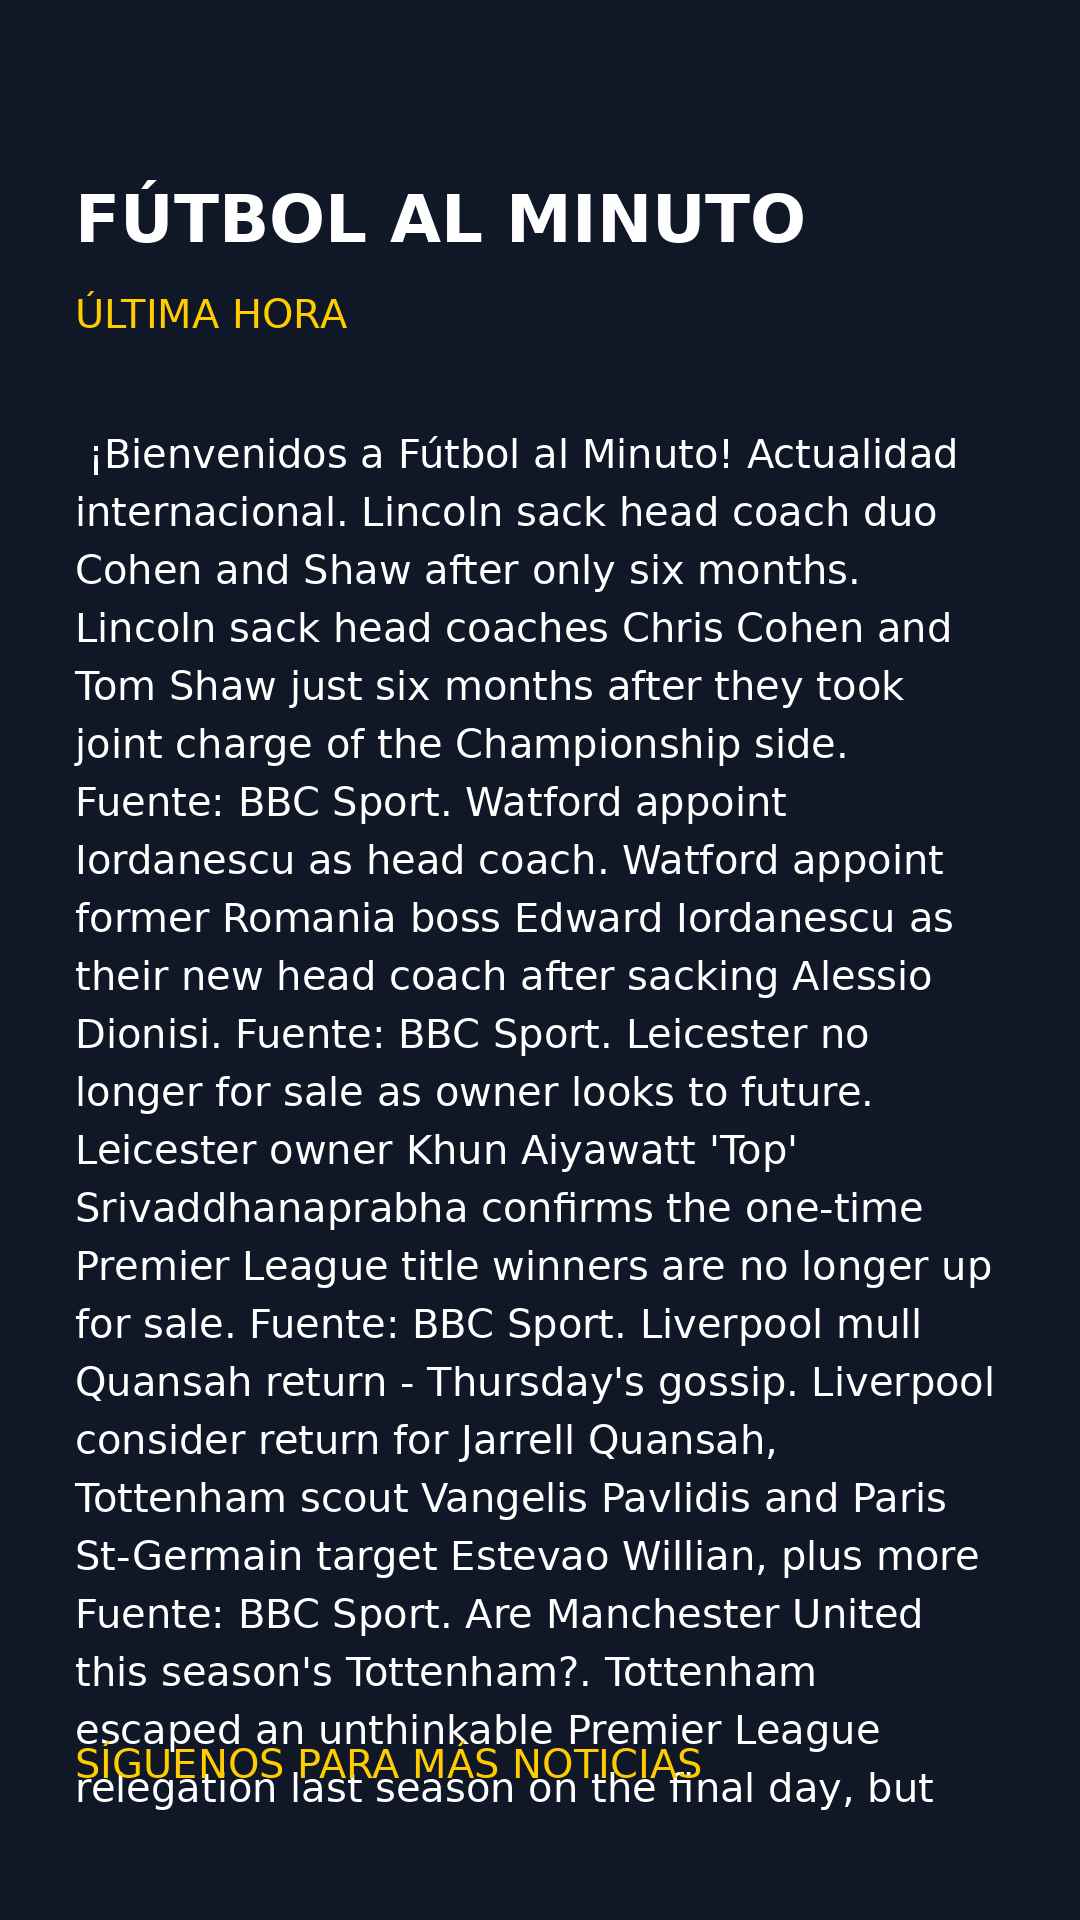 FÚTBOL AL MINUTO
ÚLTIMA HORA
¡Bienvenidos a Fútbol al Minuto! Actualidad
internacional. Lincoln sack head coach duo
Cohen and Shaw after only six months.
Lincoln sack head coaches Chris Cohen and
Tom Shaw just six months after they took
joint charge of the Championship side.
Fuente: BBC Sport. Watford appoint
Iordanescu as head coach. Watford appoint
former Romania boss Edward Iordanescu as
their new head coach after sacking Alessio
Dionisi. Fuente: BBC Sport. Leicester no
longer for sale as owner looks to future.
Leicester owner Khun Aiyawatt 'Top'
Srivaddhanaprabha confirms the one-time
Premier League title winners are no longer up
for sale. Fuente: BBC Sport. Liverpool mull
Quansah return - Thursday's gossip. Liverpool
consider return for Jarrell Quansah,
Tottenham scout Vangelis Pavlidis and Paris
St-Germain target Estevao Willian, plus more
Fuente: BBC Sport. Are Manchester United
this season's Tottenham?. Tottenham
escaped an unthinkable Premier League
SÍGUENOS PARA MÁS NOTICIAS
relegation last season on the final day, but